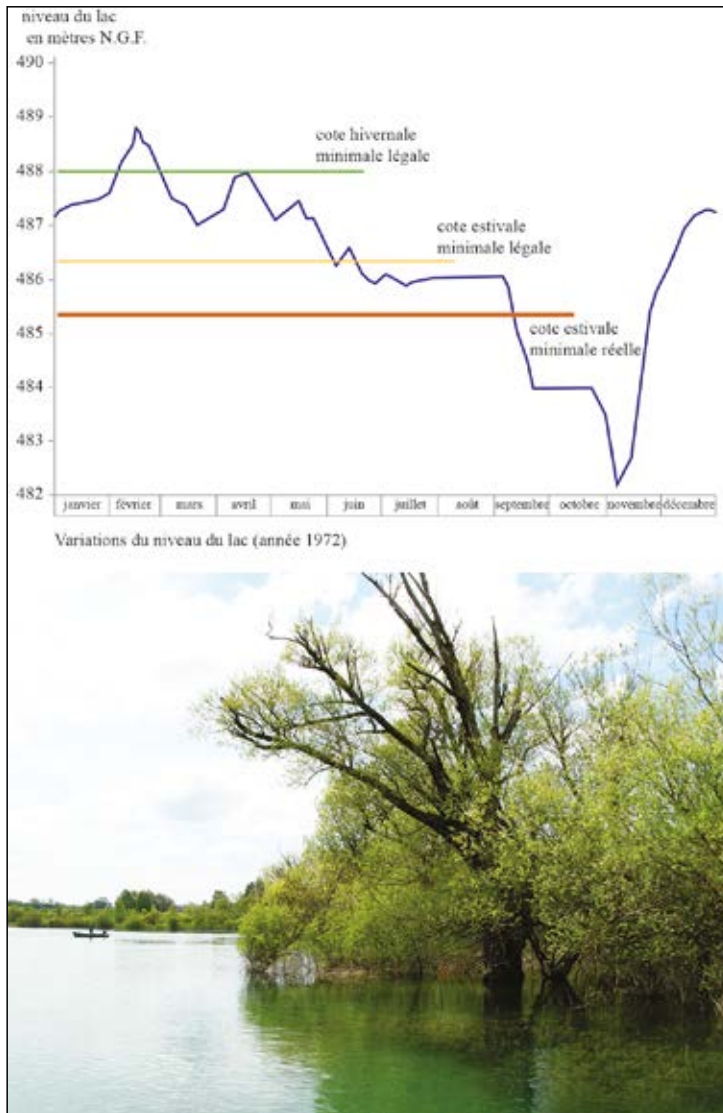 niveau du lac
en mètres N.G.F.
490
489
488
487
486
485
484
483
482
cote hivernale
minimale légale
cote estivale
minimale légale
cote estivale
minimale réelle
janvier février mars avril mai juin juillet août septembre octobre novembre décembre
Variations du niveau du lac (année 1972)